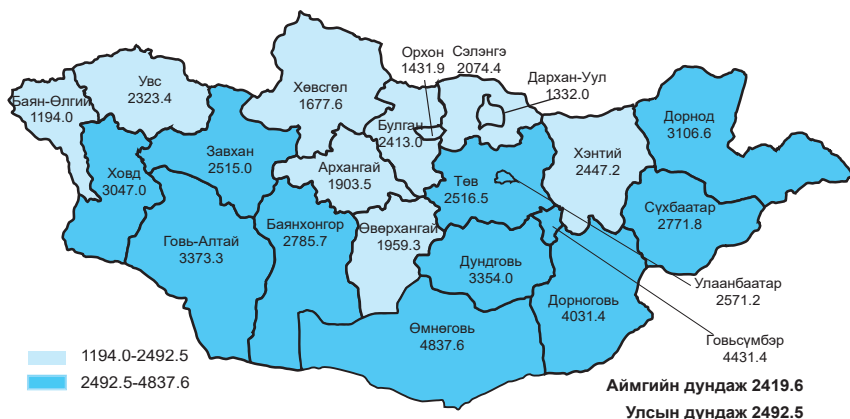 Орхон
1431.9
Сэлэнгэ
2074.4
Дархан-Уул
1332.0
Увс
2323.4
Хөвсгөл
1677.6
Баян-Өлгий
1194.0
Булган
2413.0
Дорнод
3106.6
Завхан
2515.0
Хэнтий
2447.2
Ховд
3047.0
Архангай
1903.5
Төв
2516.5
Сүхбаатар
2771.8
Говь-Алтай
3373.3
Баянхонгор
2785.7
Өвөрхангай
1959.3
Дундговь
3354.0
Улаанбаатар
2571.2
Дорноговь
4031.4
Өмнөговь
4837.6
Говьсүмбэр
4431.4
1194.0-2492.5
2492.5-4837.6
Аймгийн дундаж 2419.6
Улсын дундаж 2492.5